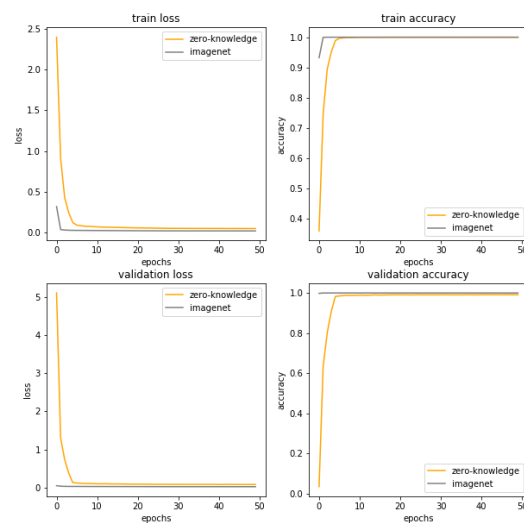 train loss
2.5
2.0
1.5
1.0
0.5
0.0
loss
0 10 20 30 40 50
epochs
zero-knowledge
imagenet
train accuracy
1.0
0.9
0.8
0.7
0.6
0.5
0.4
accuracy
0 10 20 30 40 50
epochs
zero-knowledge
imagenet
validation loss
5
4
3
2
1
0
loss
0 10 20 30 40 50
epochs
zero-knowledge
imagenet
validation accuracy
1.0
0.8
0.6
0.4
0.2
0.0
accuracy
0 10 20 30 40 50
epochs
zero-knowledge
imagenet